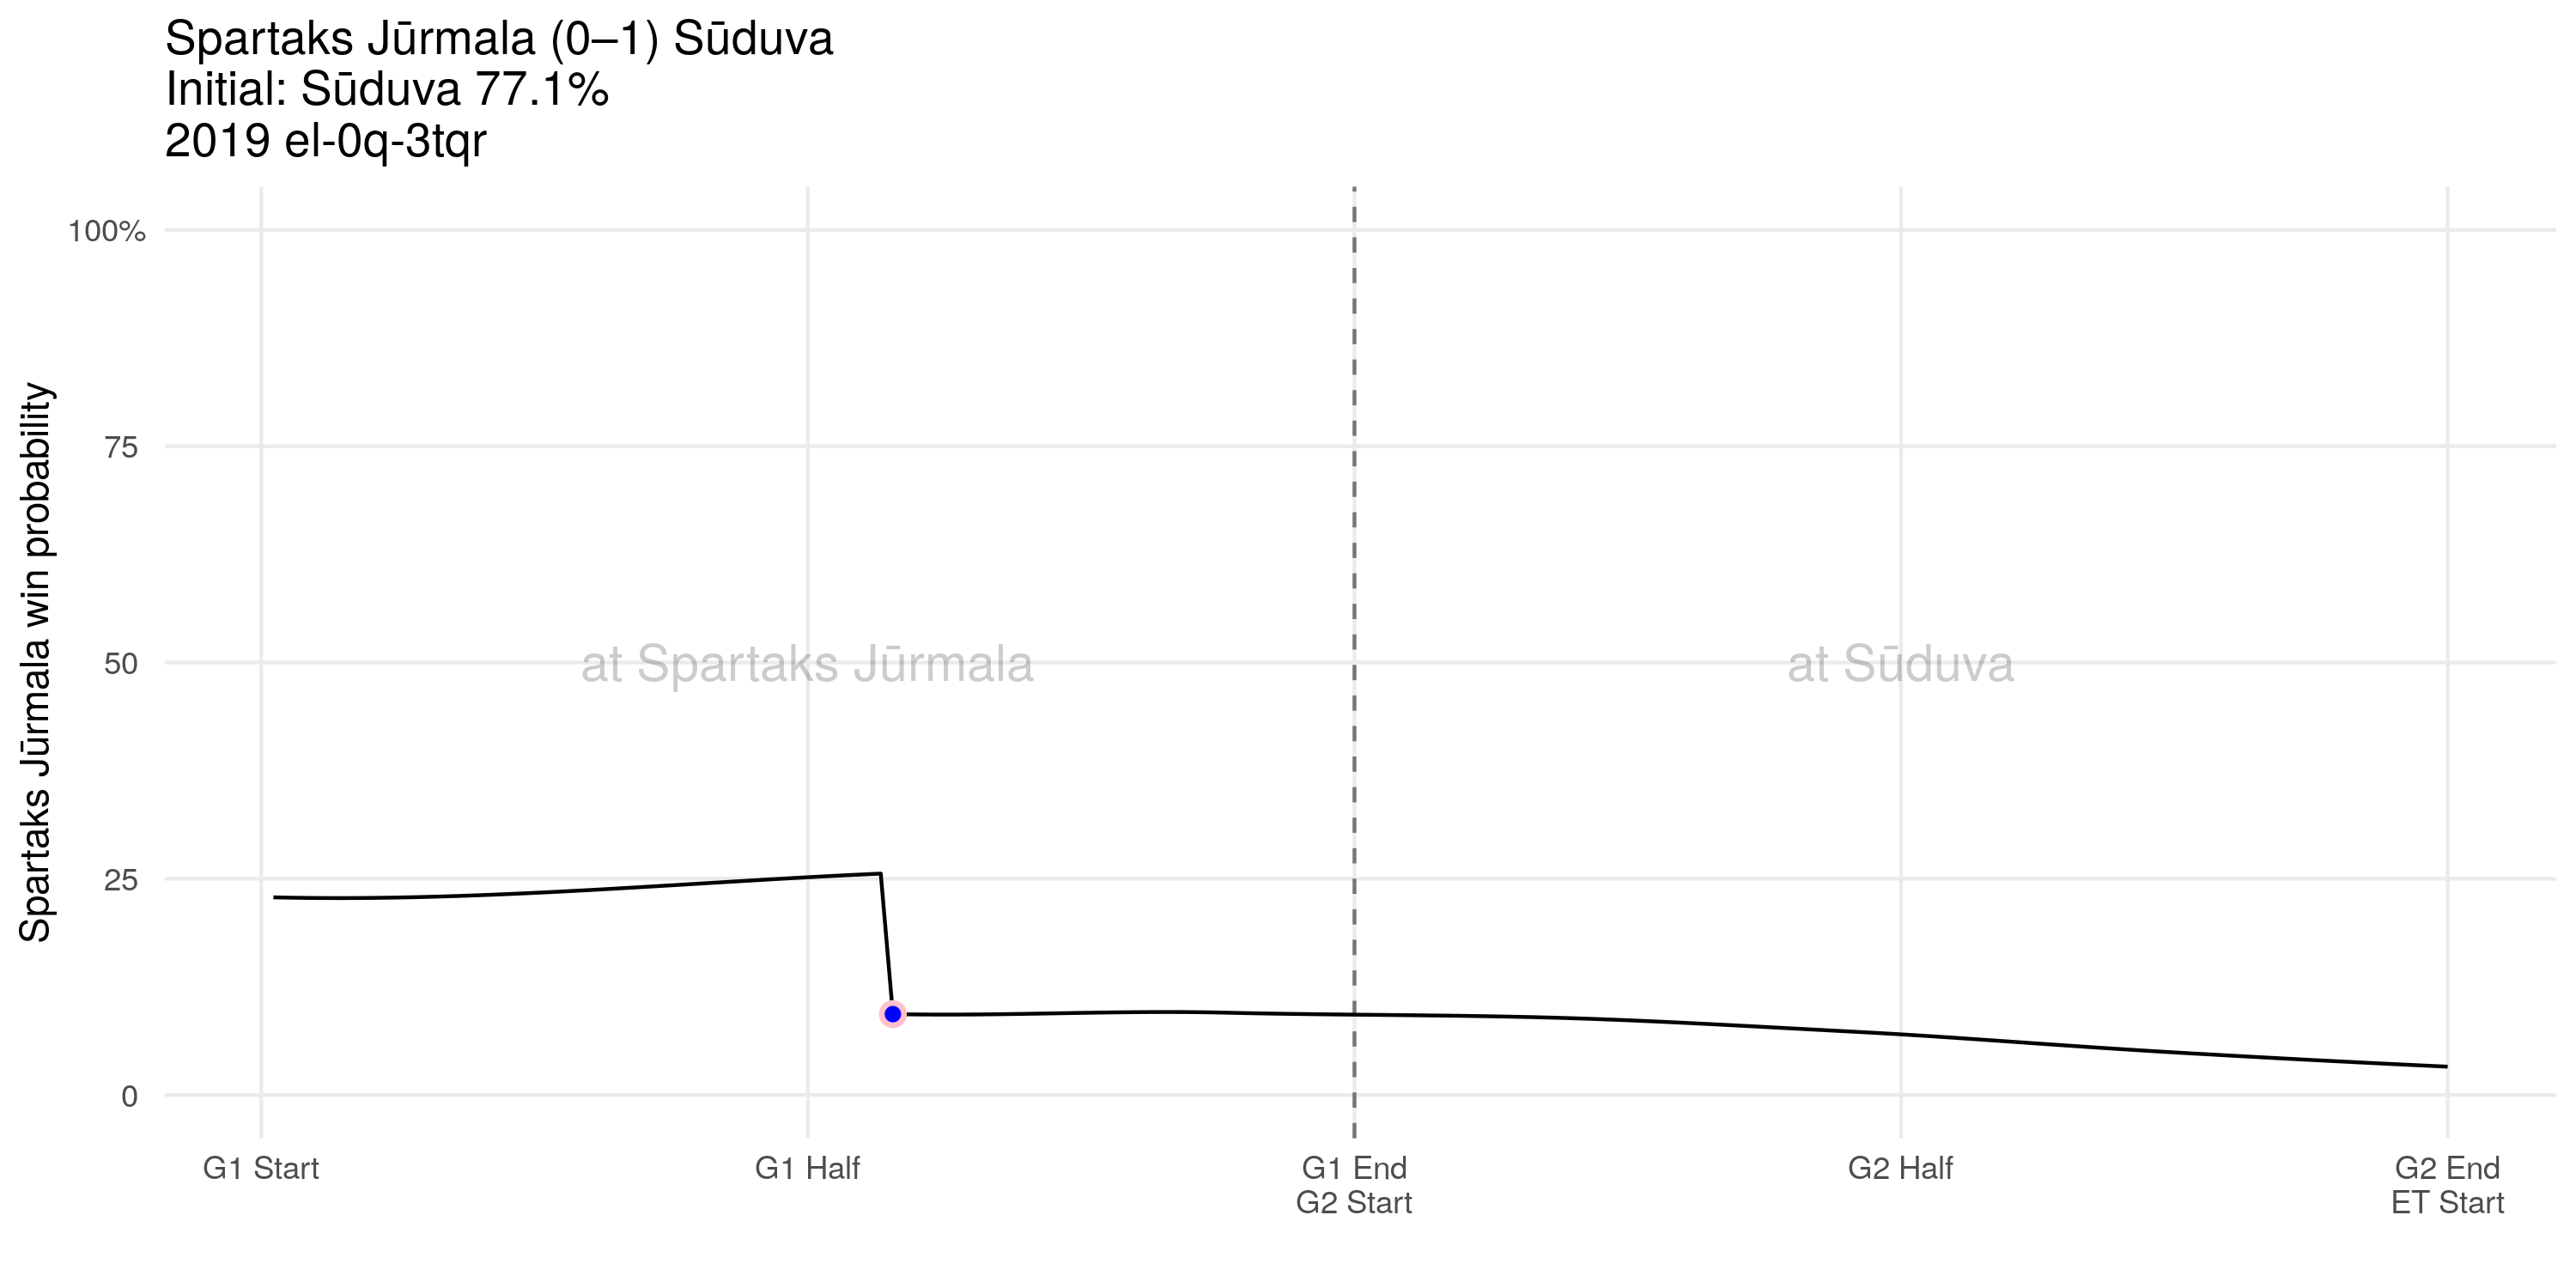 Spartaks Jūrmala (0–1) Sūduva
Initial: Sūduva 77.1%
2019 el-0q-3tqr
Spartaks Jūrmala win probability
100%
75
50
25
0
at Spartaks Jūrmala
at Sūduva
G1 Start
G1 Half
G1 End
G2 Start
G2 Half
G2 End
ET Start